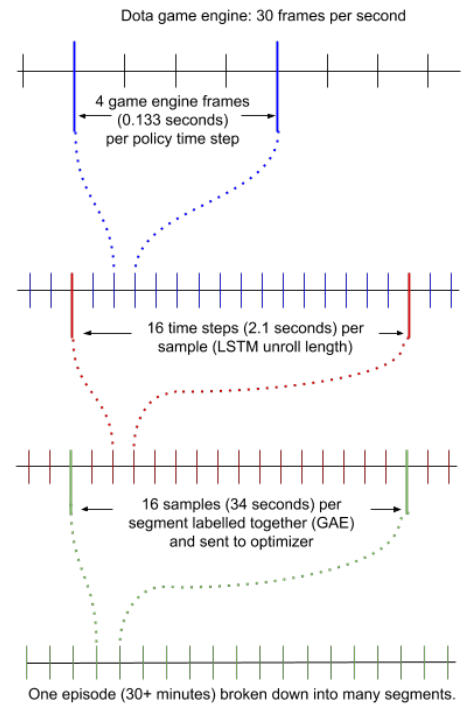 Dota game engine: 30 frames per second
4 game engine frames
(0.133 seconds)
per policy time step
16 time steps (2.1 seconds) per
sample (LSTM unroll length)
16 samples (34 seconds) per
segment labelled together (GAE)
and sent to optimizer
One episode (30+ minutes) broken down into many segments.